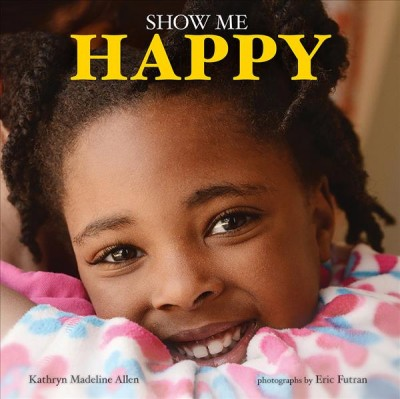 SHOW ME
HAPPY
Kathryn Madeline Allen
photographs by Eric Futran